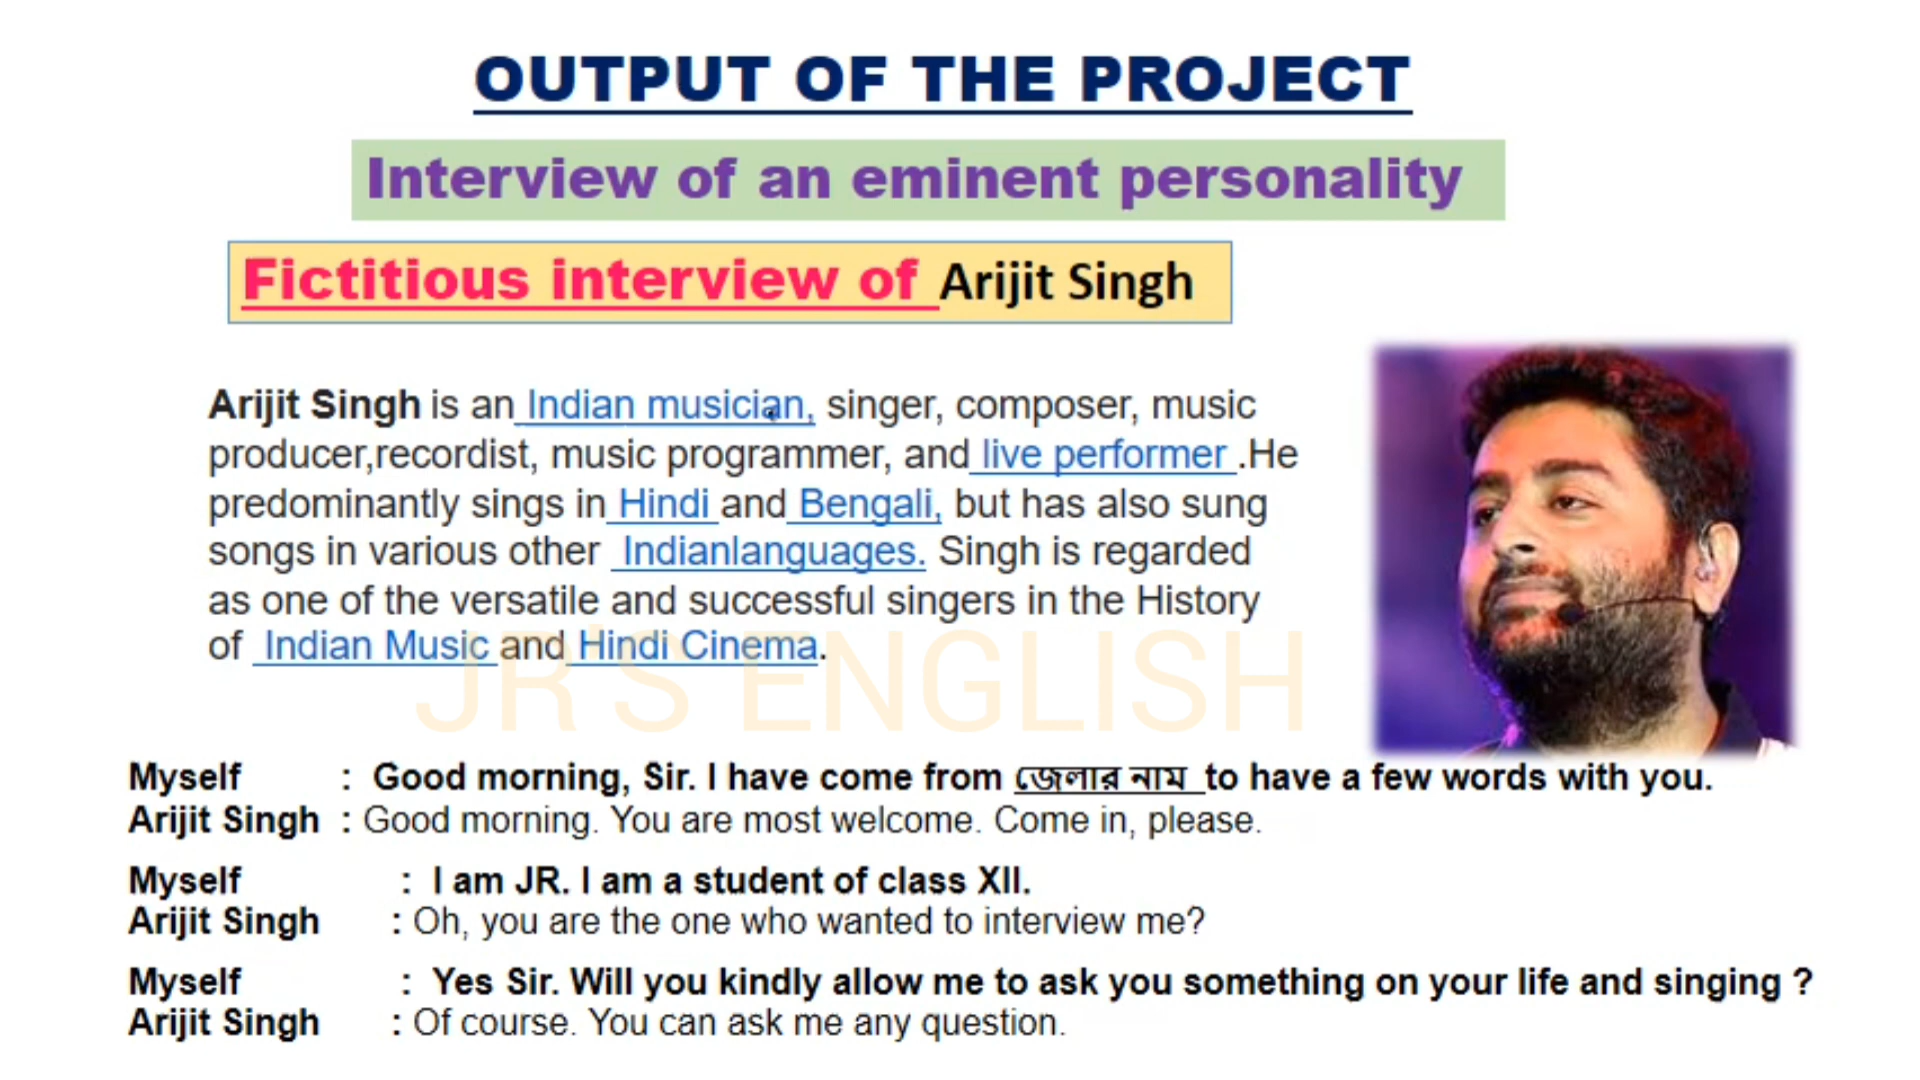 OUTPUT OF THE PROJECT
Interview of an eminent personality
Fictitious interview of Arijit Singh
Arijit Singh is an Indian musician, singer, composer, music
producer,recordist, music programmer, and live performer .He
predominantly sings in Hindi and Bengali, but has also sung
songs in various other Indianlanguages. Singh is regarded
as one of the versatile and successful singers in the History
of Indian Music and Hindi Cinema.
JR'S ENGLISH
Myself : Good morning, Sir. I have come from জেলার নাম to have a few words with you.
Arijit Singh : Good morning. You are most welcome. Come in, please.
Myself : I am JR. I am a student of class XII.
Arijit Singh : Oh, you are the one who wanted to interview me?
Myself : Yes Sir. Will you kindly allow me to ask you something on your life and singing ?
Arijit Singh : Of course. You can ask me any question.